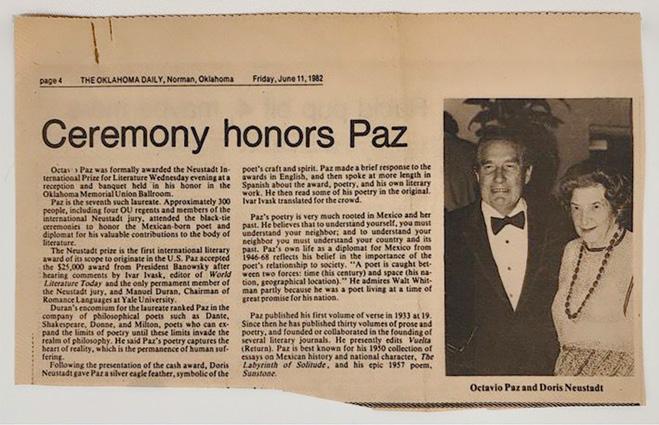 page 4 THE OKLAHOMA DAILY, Norman, Oklahoma Friday, June 11, 1982
Ceremony honors Paz
Octavio Paz was formally awarded the Neustadt In-
ternational Prize for Literature Wednesday evening at a
reception and banquet held in his honor in the
Oklahoma Memorial Union Ballroom.
Paz is the seventh such laureate. Approximately 300
people, including four OU regents and members of the
international Neustadt jury, attended the black-tie
ceremonies to honor the Mexican-born poet and
diplomat for his valuable contributions to the body of
literature.
The Neustadt prize is the first international literary
award of its scope to originate in the U.S. Paz accepted
the $25,000 award from President Banowsky after
hearing comments by Ivar Ivask, editor of World
Literature Today and the only permanent member of
the Neustadt jury, and Manuel Duran, Chairman of
Romance Languages at Yale University.
Duran's encomium for the laureate ranked Paz in the
company of philosophical poets such as Dante,
Shakespeare, Donne, and Milton, poets who can ex-
pand the limits of poetry until these limits invade the
realm of philosophy. He said Paz's poetry captures the
heart of reality, which is the permanence of human suf-
fering.
Following the presentation of the cash award, Doris
Neustadt gave Paz a silver eagle feather, symbolic of the
poet's craft and spirit. Paz made a brief response to the
awards in English, and then spoke at more length in
Spanish about the award, poetry, and his own literary
work. He then read some of his poetry in the original.
Ivar Ivask translated for the crowd.
Paz's poetry is very much rooted in Mexico and her
past. He believes that to understand yourself, you must
understand your neighbor; and to understand your
neighbor you must understand your country and its
past. Paz's own life as a diplomat for Mexico from
1946-68 reflects his belief in the importance of the
poet's relationship to society. "A poet is caught bet-
ween two forces: time (this century) and space (this na-
tion, geographical location)." He admires Walt Whit-
man partly because he was a poet living at a time of
great promise for his nation.
Paz published his first volume of verse in 1933 at 19.
Since then he has published thirty volumes of prose and
poetry, and founded or collaborated in the founding of
several literary journals. He presently edits Vuelta
(Return). Paz is best known for his 1950 collection of
essays on Mexican history and national character, The
Labyrinth of Solitude, and his epic 1957 poem,
Sunstone.
Octavio Paz and Doris Neustadt